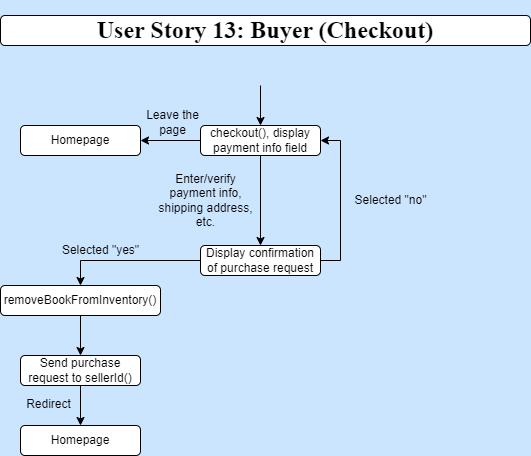 User Story 13: Buyer (Checkout)
Leave the
page
Homepage
checkout(), display
payment info field
Enter/verify
payment info,
shipping address,
etc.
Selected "no"
Selected "yes"
Display confirmation
of purchase request
removeBookFromInventory()
Send purchase
request to sellerId()
Redirect
Homepage